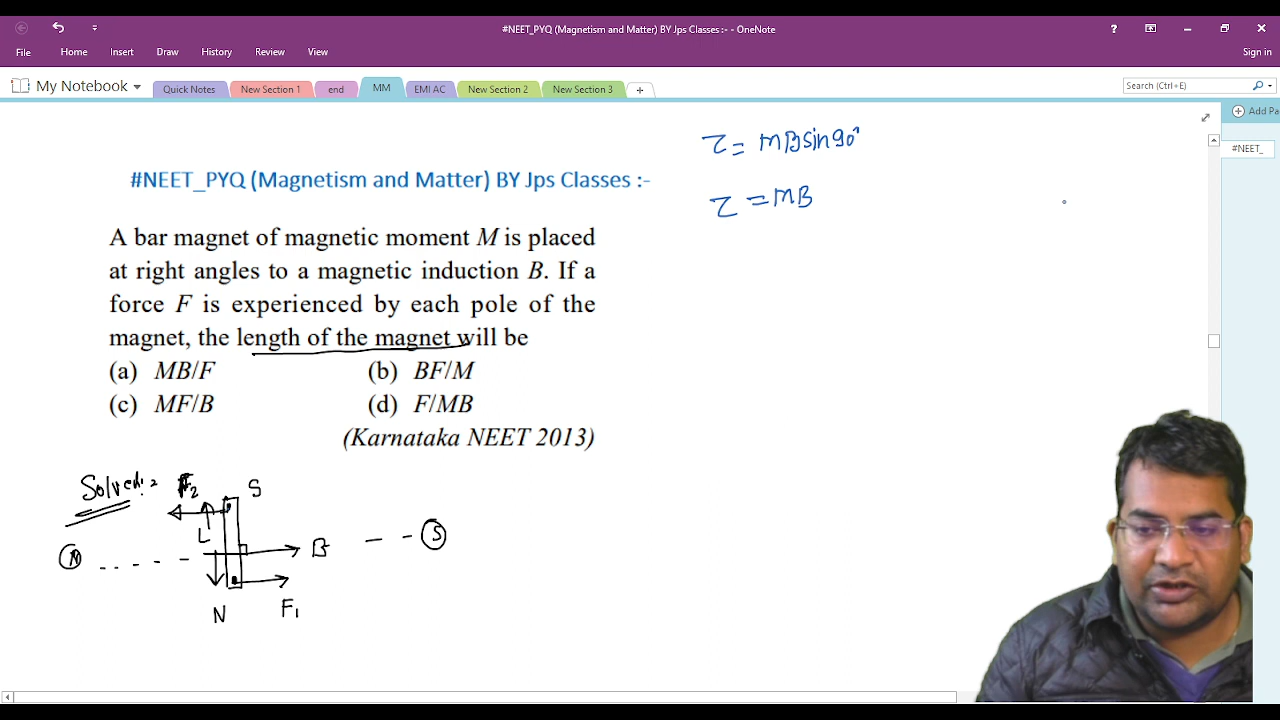 #NEET_PYQ (Magnetism and Matter) BY Jps Classes :- - OneNote
?
File Home Insert Draw History Review View
Sign in
My Notebook
Quick Notes New Section 1 end MM EMI AC New Section 2 New Section 3 +
Search (Ctrl+E)
Add Pa
#NEET_
#NEET_PYQ (Magnetism and Matter) BY Jps Classes :-
A bar magnet of magnetic moment M is placed
at right angles to a magnetic induction B. If a
force F is experienced by each pole of the
magnet, the length of the magnet will be
(a) MB/F (b) BF/M
(c) MF/B (d) F/MB
(Karnataka NEET 2013)
τ = MB sin 90°
τ = MB
Solved:-
F₂
S
L
N
B
S
N
F₁